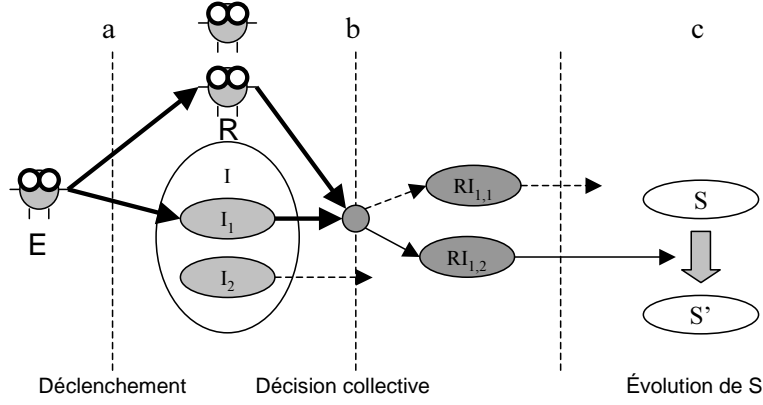 a
b
c
R
I
E
I1
I2
RI1,1
RI1,2
S
S’
Déclenchement
Décision collective
Évolution de S